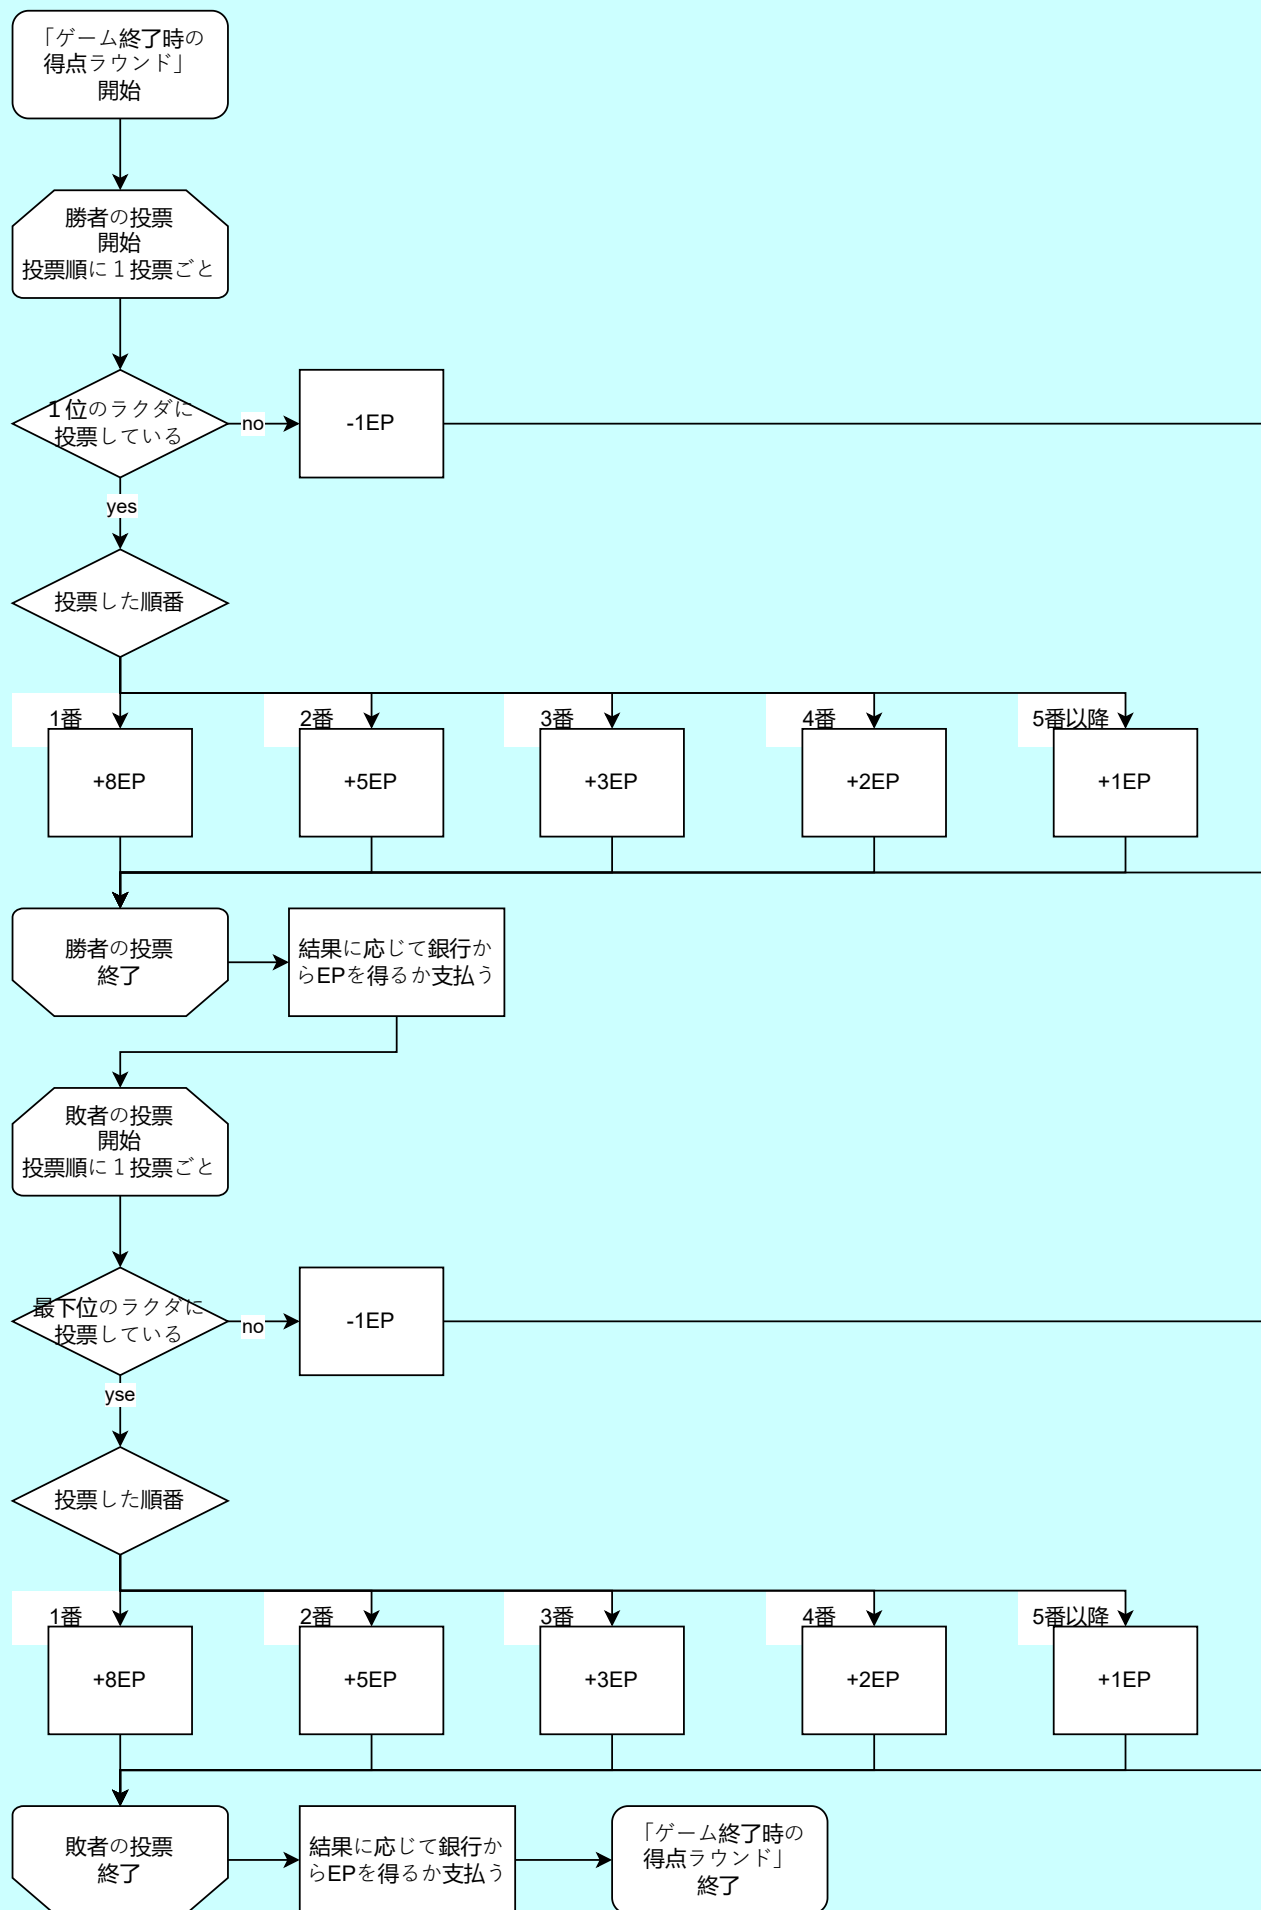 「ゲーム終了時の
得点ラウンド」
開始
勝者の投票
開始
投票順に１投票ごと
１位のラクダに
投票している
no
-1EP
yes
投票した順番
1番
2番
3番
4番
5番以降
+8EP
+5EP
+3EP
+2EP
+1EP
勝者の投票
終了
結果に応じて銀行か
らEPを得るか支払う
敗者の投票
開始
投票順に１投票ごと
最下位のラクダに
投票している
no
-1EP
yse
投票した順番
1番
2番
3番
4番
5番以降
+8EP
+5EP
+3EP
+2EP
+1EP
敗者の投票
終了
結果に応じて銀行か
らEPを得るか支払う
「ゲーム終了時の
得点ラウンド」
終了